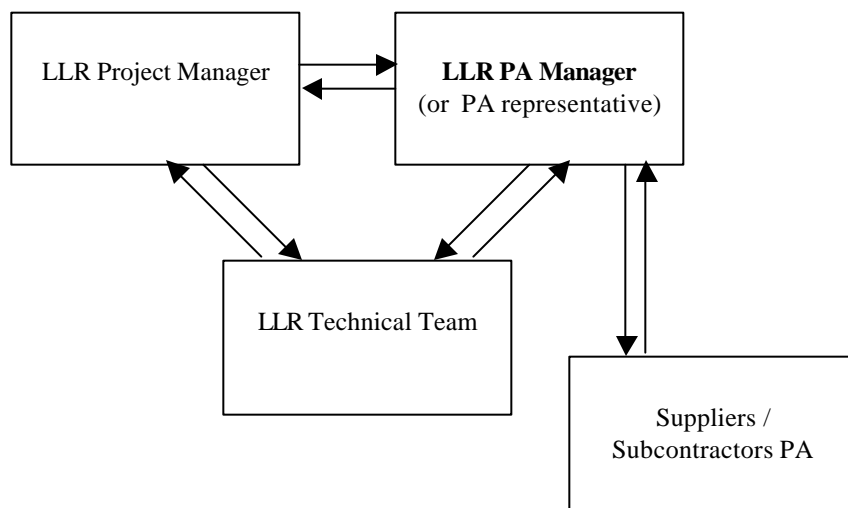 LLR Project Manager
LLR PA Manager
(or PA representative)
LLR Technical Team
Suppliers /
Subcontractors PA